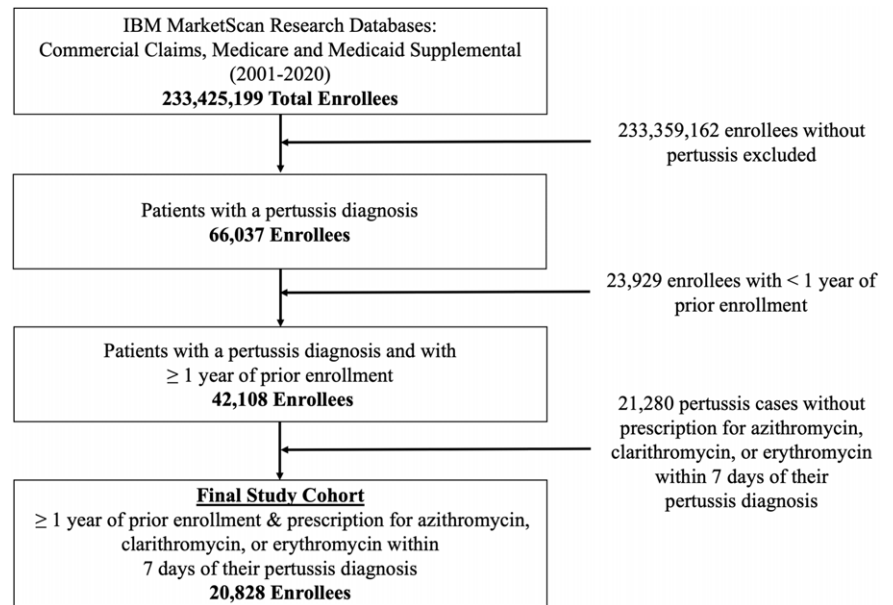 IBM MarketScan Research Databases:
Commercial Claims, Medicare and Medicaid Supplemental
(2001-2020)
233,425,199 Total Enrollees
233,359,162 enrollees without
pertussis excluded
Patients with a pertussis diagnosis
66,037 Enrollees
23,929 enrollees with < 1 year of
prior enrollment
Patients with a pertussis diagnosis and with
≥ 1 year of prior enrollment
42,108 Enrollees
21,280 pertussis cases without
prescription for azithromycin,
clarithromycin, or erythromycin
within 7 days of their
pertussis diagnosis
Final Study Cohort
≥ 1 year of prior enrollment & prescription for azithromycin,
clarithromycin, or erythromycin within
7 days of their pertussis diagnosis
20,828 Enrollees